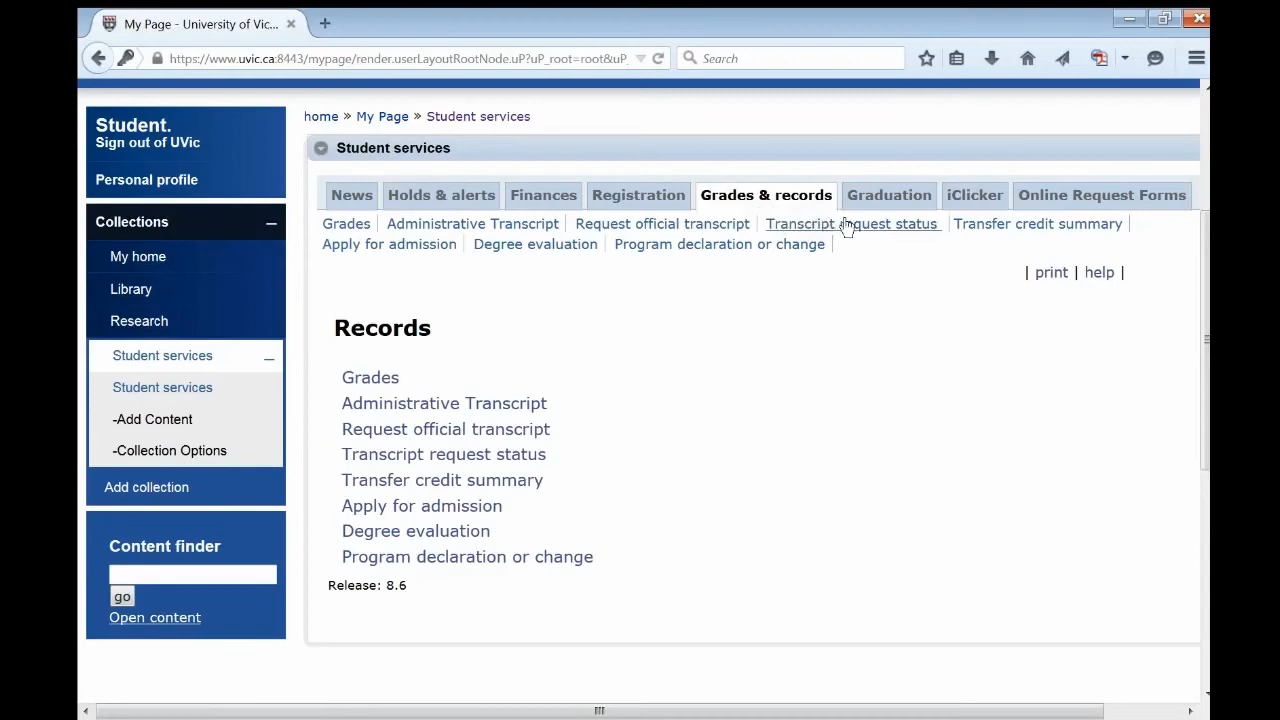 My Page - University of Vic...
https://www.uvic.ca:8443/mypage/render.userLayoutRootNode.uP?uP_root=root&uP_
Search
Student.
Sign out of UVic
Personal profile
Collections
My home
Library
Research
Student services
Student services
-Add Content
-Collection Options
Add collection
Content finder
go
Open content
home » My Page » Student services
Student services
News Holds & alerts Finances Registration Grades & records Graduation iClicker Online Request Forms
Grades | Administrative Transcript | Request official transcript | Transcript request status | Transfer credit summary |
Apply for admission | Degree evaluation | Program declaration or change |
| print | help |
Records
Grades
Administrative Transcript
Request official transcript
Transcript request status
Transfer credit summary
Apply for admission
Degree evaluation
Program declaration or change
Release: 8.6